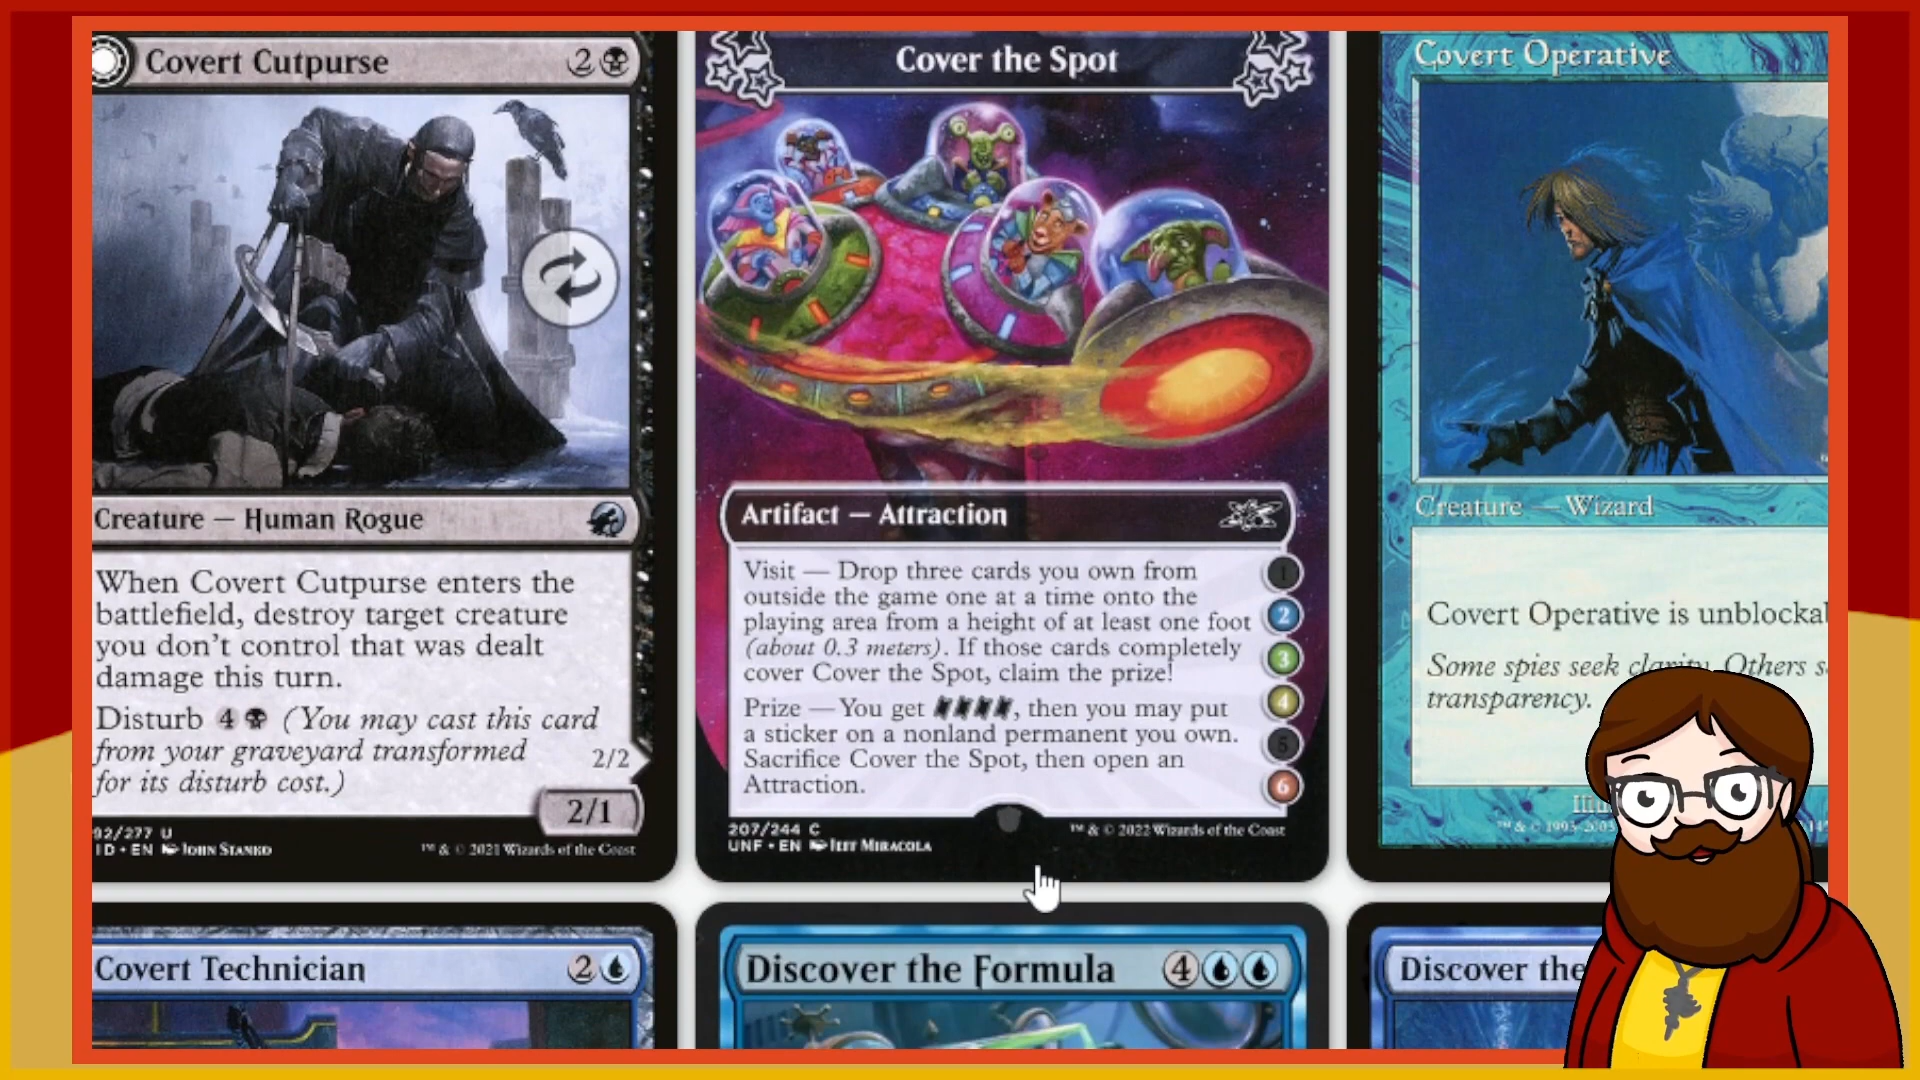 Covert Cutpurse 2
Creature — Human Rogue
When Covert Cutpurse enters the
battlefield, destroy target creature
you don't control that was dealt
damage this turn.
Disturb 4 (You may cast this card
from your graveyard transformed
for its disturb cost.)
2/2
2/1
92/277 U
ID • EN JOHN STANKO
™ & © 2021 Wizards of the Coast
Cover the Spot
Artifact — Attraction
Visit — Drop three cards you own from
outside the game one at a time onto the
playing area from a height of at least one foot
(about 0.3 meters). If those cards completely
cover Cover the Spot, claim the prize!
Prize — You get , then you may put
a sticker on a nonland permanent you own.
Sacrifice Cover the Spot, then open an
Attraction.
1
2
3
4
5
6
207/244 C
UNF • EN JEFF MIRACOLA
™ & © 2022 Wizards of the Coast
Covert Operative
Creature — Wizard
Covert Operative is unblockal
Some spies seek clarity. Others s
transparency.
Illu
™ & © 1993-2003
Covert Technician 2
Discover the Formula 4
Discover the